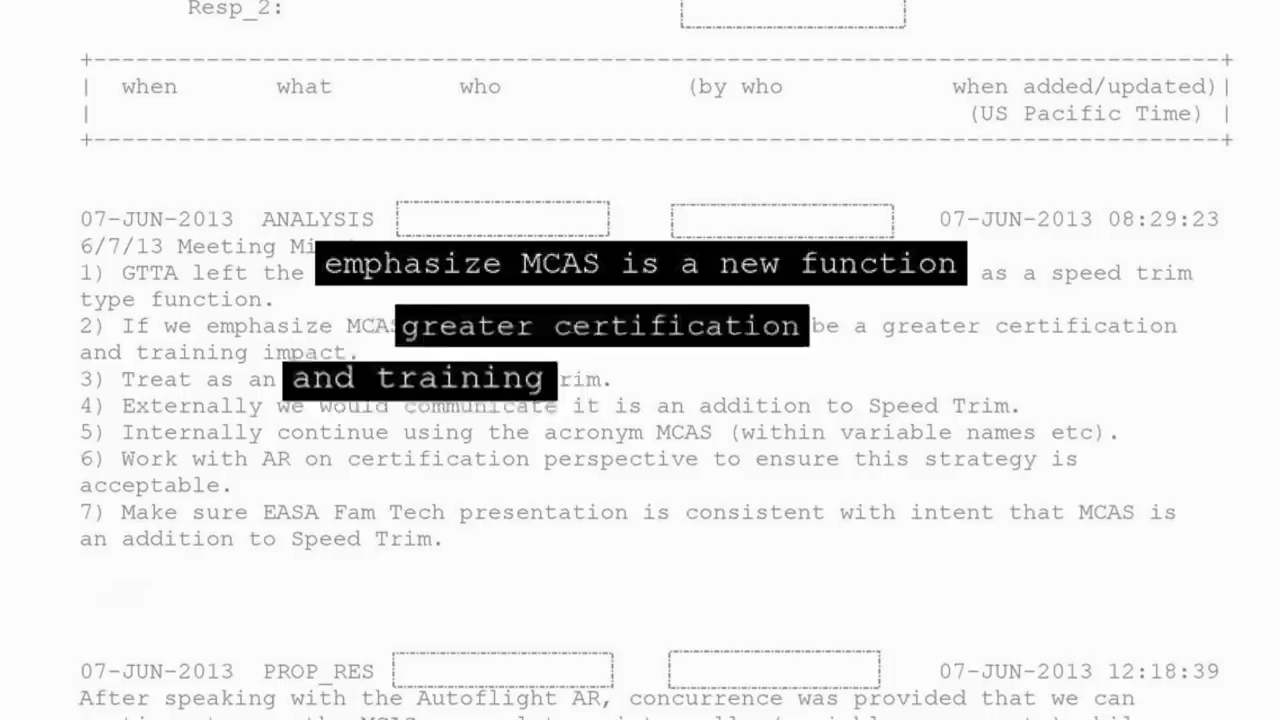 Resp_2:
when what who (by who when added/updated)
(US Pacific Time)
07-JUN-2013 ANALYSIS 07-JUN-2013 08:29:23
6/7/13 Meeting
emphasize MCAS is a new function
1) GTTA left the as a speed trim
type function.
greater certification
2) If we emphasize MCAS be a greater certification
and training impact.
and training
3) Treat as an
4) Externally we would communicate it is an addition to Speed Trim.
5) Internally continue using the acronym MCAS (within variable names etc).
6) Work with AR on certification perspective to ensure this strategy is
acceptable.
7) Make sure EASA Fam Tech presentation is consistent with intent that MCAS is
an addition to Speed Trim.
07-JUN-2013 PROP_RES 07-JUN-2013 12:18:39
After speaking with the Autoflight AR, concurrence was provided that we can